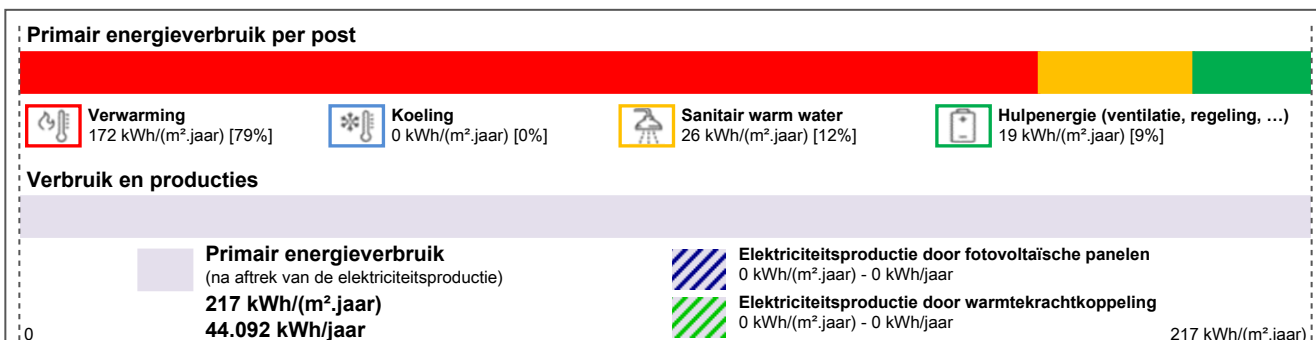 Primair energieverbruik per post
Verwarming
172 kWh/(m².jaar) [79%]
Koeling
0 kWh/(m².jaar) [0%]
Sanitair warm water
26 kWh/(m².jaar) [12%]
Hulpenergie (ventilatie, regeling, …)
19 kWh/(m².jaar) [9%]
Verbruik en producties
Primair energieverbruik
(na aftrek van de elektriciteitsproductie)
217 kWh/(m².jaar)
44.092 kWh/jaar
Elektriciteitsproductie door fotovoltaïsche panelen
0 kWh/(m².jaar) - 0 kWh/jaar
Elektriciteitsproductie door warmtekrachtkoppeling
0 kWh/(m².jaar) - 0 kWh/jaar
0
217 kWh/(m².jaar)